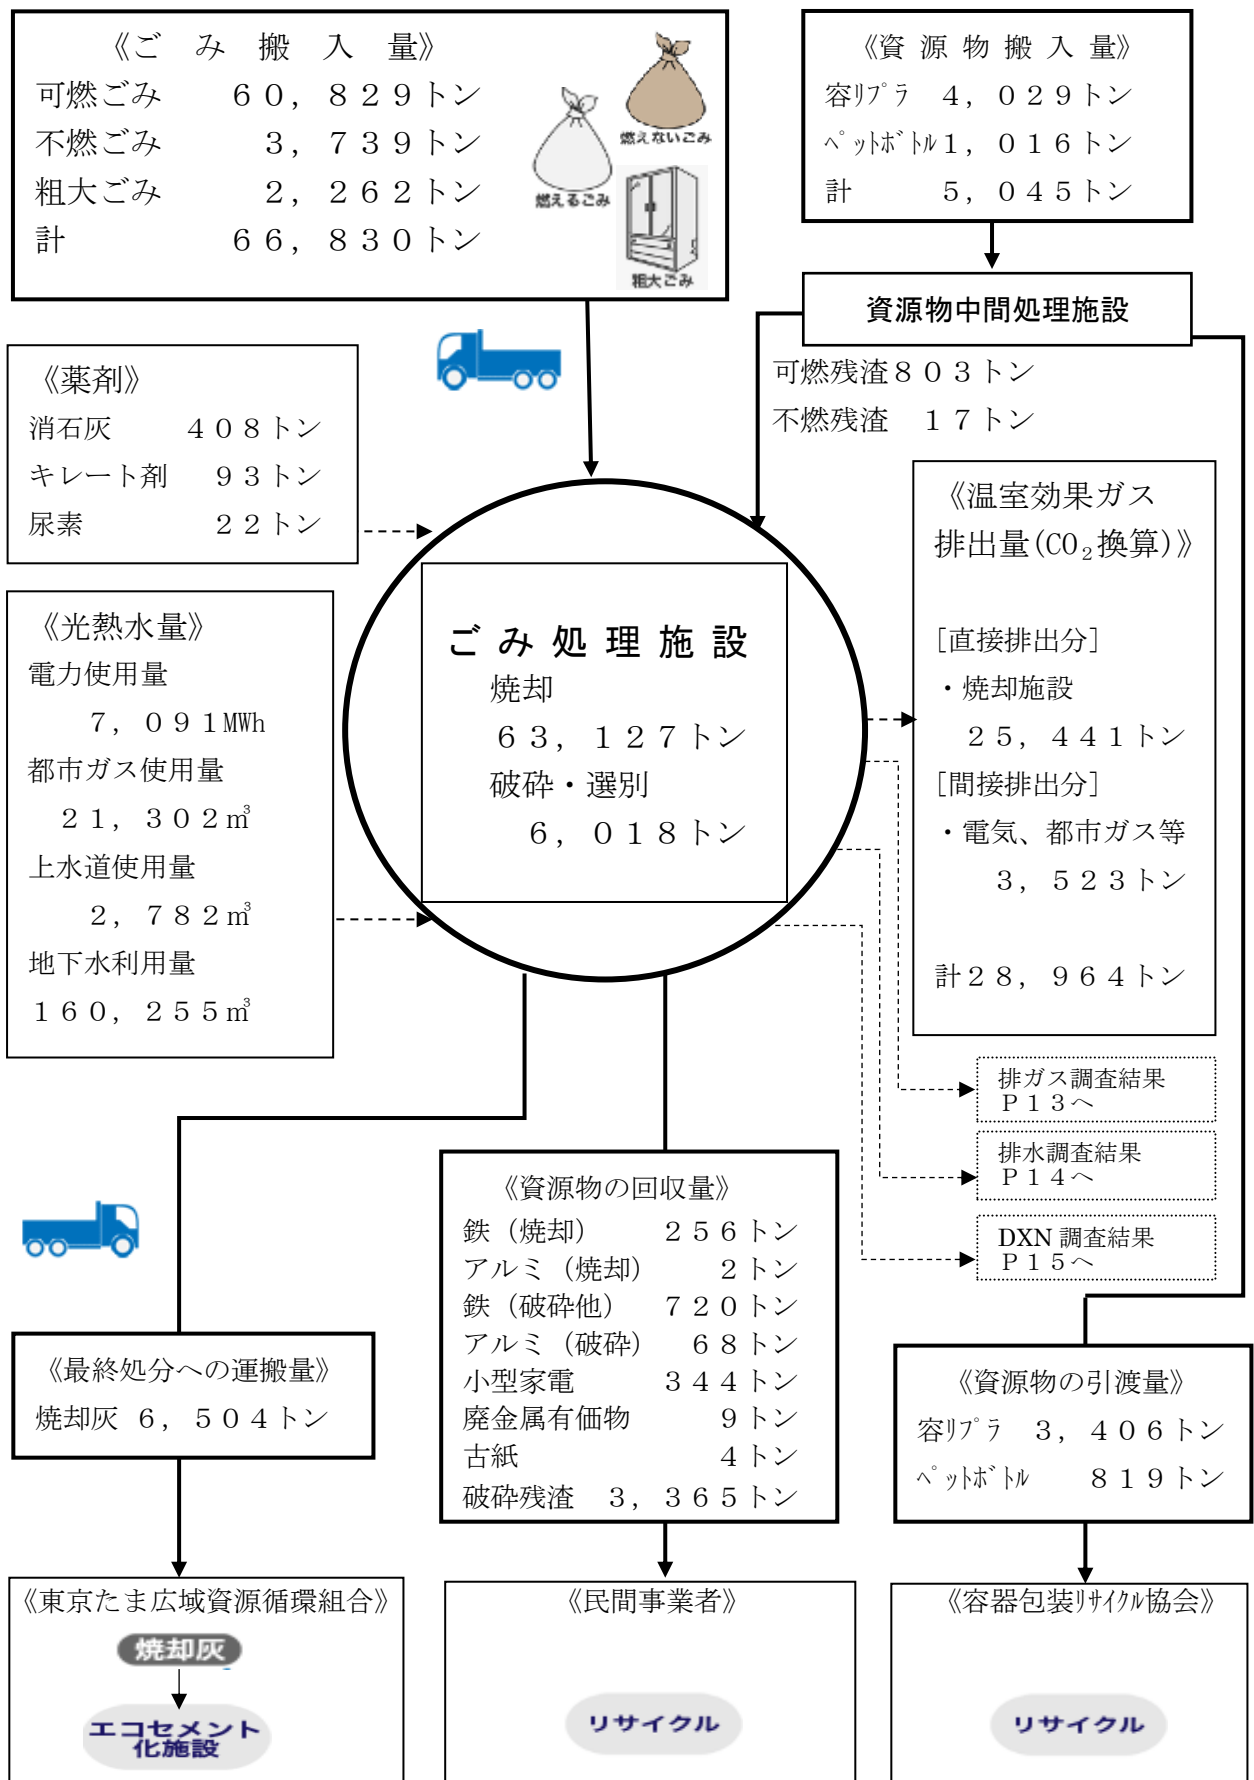 《ご み 搬 入 量》
可燃ごみ 60,829トン
不燃ごみ 3,739トン
粗大ごみ 2,262トン
計 66,830トン
燃えないごみ
燃えるごみ
粗大ごみ
《資 源 物 搬 入 量》
容リプラ 4,029トン
ペットボトル1,016トン
計 5,045トン
資源物中間処理施設
可燃残渣803トン
不燃残渣 17トン
《薬剤》
消石灰 408トン
キレート剤 93トン
尿素 22トン
《光熱水量》
電力使用量
7,091MWh
都市ガス使用量
21,302㎥
上水道使用量
2,782㎥
地下水利用量
160,255㎥
ごみ処理施設
焼却
63,127トン
破砕・選別
6,018トン
《温室効果ガス
排出量(CO₂換算)》
[直接排出分]
・焼却施設
25,441トン
[間接排出分]
・電気、都市ガス等
3,523トン
計28,964トン
排ガス調査結果
P13へ
排水調査結果
P14へ
DXN 調査結果
P15へ
《最終処分への運搬量》
焼却灰 6,504トン
《資源物の回収量》
鉄(焼却) 256トン
アルミ(焼却) 2トン
鉄(破砕他) 720トン
アルミ(破砕) 68トン
小型家電 344トン
廃金属有価物 9トン
古紙 4トン
破砕残渣 3,365トン
《資源物の引渡量》
容リプラ 3,406トン
ペットボトル 819トン
《東京たま広域資源循環組合》
焼却灰
エコセメント
化施設
《民間事業者》
リサイクル
《容器包装リサイクル協会》
リサイクル